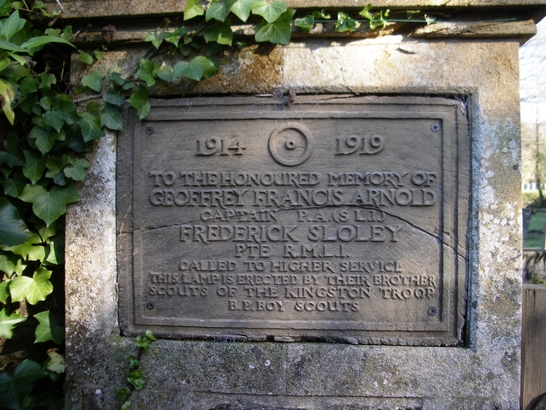 1914 1919
TO THE HONOURED MEMORY OF
GEOFFREY FRANCIS ARNOLD
CAPTAIN P.A.(S.L.I.)
FREDERICK SLOLEY
PTE R.M.L.I.
CALLED TO HIGHER SERVICE
THIS LAMP IS ERECTED BY THEIR BROTHER
SCOUTS OF THE KINGSTON TROOP
B.P. BOY SCOUTS